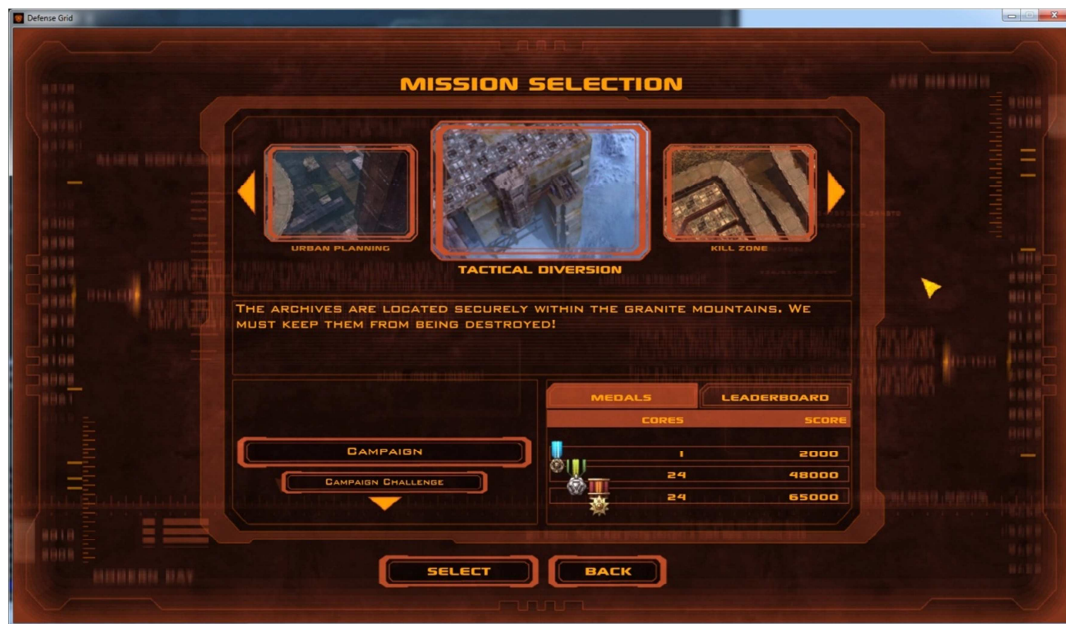 Defense Grid
MISSION SELECTION
URBAN PLANNING
TACTICAL DIVERSION
KILL ZONE
THE ARCHIVES ARE LOCATED SECURELY WITHIN THE GRANITE MOUNTAINS. WE
MUST KEEP THEM FROM BEING DESTROYED!
MEDALS LEADERBOARD
CORES SCORE
CAMPAIGN
CAMPAIGN CHALLENGE
1 2000
24 48000
24 65000
SELECT BACK